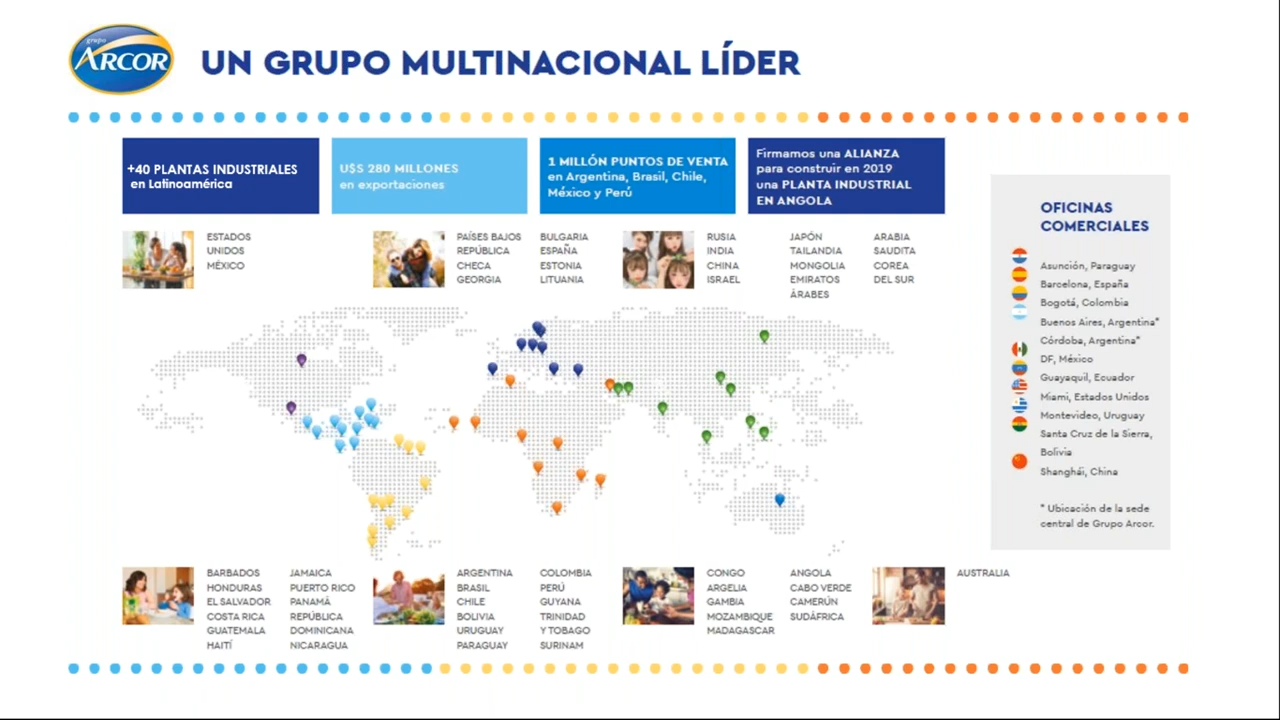 grupo
ARCOR
UN GRUPO MULTINACIONAL LÍDER
+40 PLANTAS INDUSTRIALES
en Latinoamérica
U$S 280 MILLONES
en exportaciones
1 MILLÓN PUNTOS DE VENTA
en Argentina, Brasil, Chile,
México y Perú
Firmamos una ALIANZA
para construir en 2019
una PLANTA INDUSTRIAL
EN ANGOLA
ESTADOS
UNIDOS
MÉXICO
PAÍSES BAJOS
REPÚBLICA
CHECA
GEORGIA
BULGARIA
ESPAÑA
ESTONIA
LITUANIA
RUSIA
INDIA
CHINA
ISRAEL
JAPÓN
TAILANDIA
MONGOLIA
EMIRATOS
ÁRABES
ARABIA
SAUDITA
COREA
DEL SUR
OFICINAS
COMERCIALES
Asunción, Paraguay
Barcelona, España
Bogotá, Colombia
Buenos Aires, Argentina*
Córdoba, Argentina*
DF, México
Guayaquil, Ecuador
Miami, Estados Unidos
Montevideo, Uruguay
Santa Cruz de la Sierra,
Bolivia
Shanghái, China
* Ubicación de la sede
central de Grupo Arcor.
BARBADOS
HONDURAS
EL SALVADOR
COSTA RICA
GUATEMALA
HAITÍ
JAMAICA
PUERTO RICO
PANAMÁ
REPÚBLICA
DOMINICANA
NICARAGUA
ARGENTINA
BRASIL
CHILE
BOLIVIA
URUGUAY
PARAGUAY
COLOMBIA
PERÚ
GUYANA
TRINIDAD
Y TOBAGO
SURINAM
CONGO
ARGELIA
GAMBIA
MOZAMBIQUE
MADAGASCAR
ANGOLA
CABO VERDE
CAMERÚN
SUDÁFRICA
AUSTRALIA